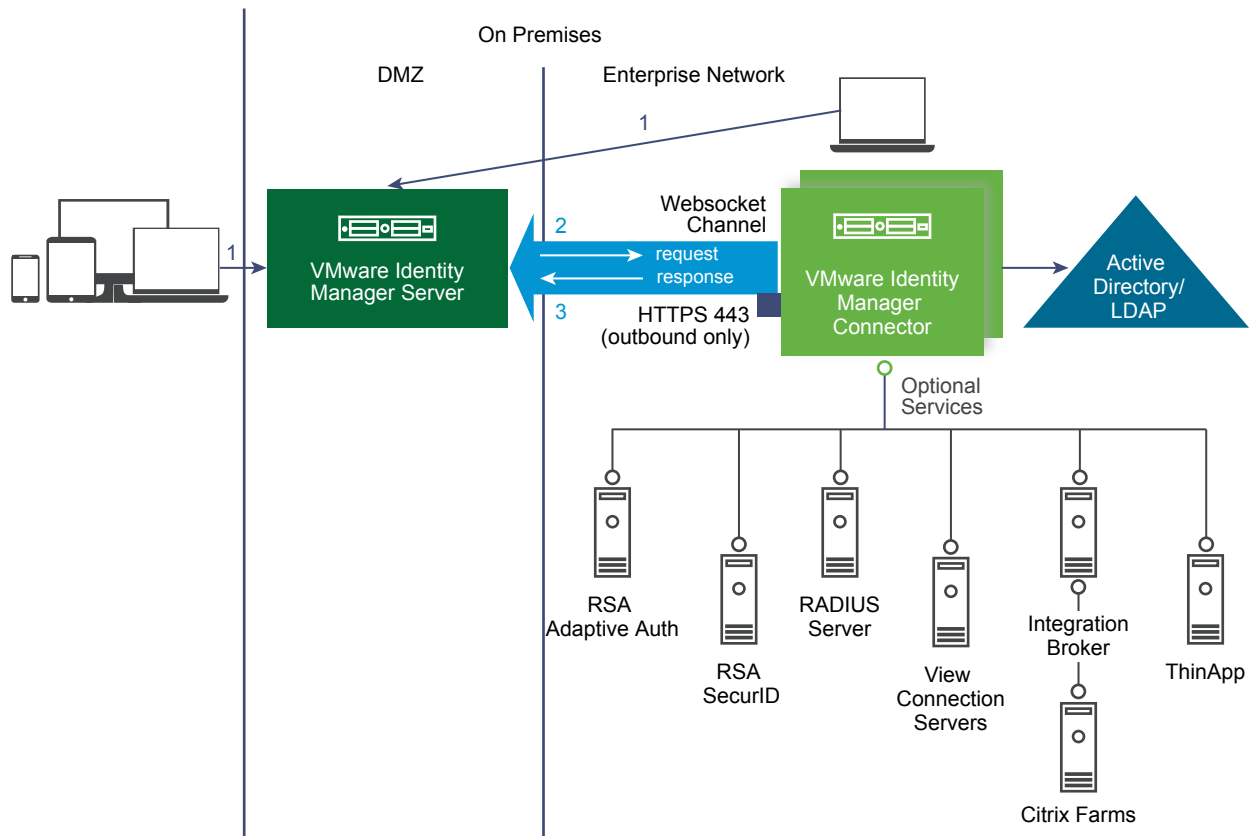 On Premises
DMZ
Enterprise Network
1
1
VMware Identity
Manager Server
2
Websocket
Channel
request
response
3
HTTPS 443
(outbound only)
VMware Identity
Manager
Connector
Active
Directory/
LDAP
Optional
Services
RSA
Adaptive Auth
RSA
SecurID
RADIUS
Server
View
Connection
Servers
Integration
Broker
Citrix Farms
ThinApp